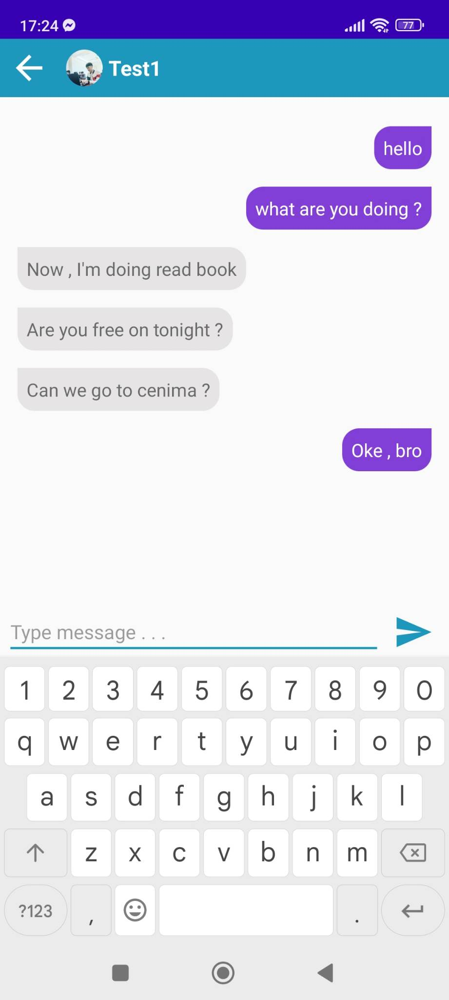 17:24
77
Test1
hello
what are you doing ?
Now , I'm doing read book
Are you free on tonight ?
Can we go to cenima ?
Oke , bro
Type message . . .
1 2 3 4 5 6 7 8 9 0
q w e r t y u i o p
a s d f g h j k l
z x c v b n m
?123 , .